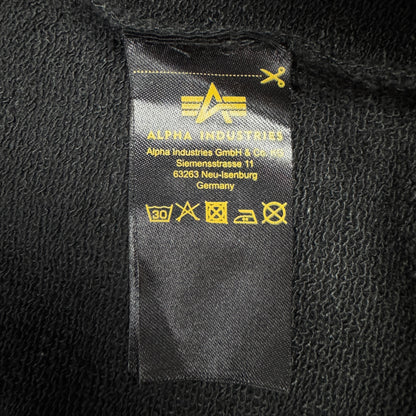 ALPHA INDUSTRIES
Alpha Industries GmbH & Co. KG
Siemensstrasse 11
63263 Neu-Isenburg
Germany
30